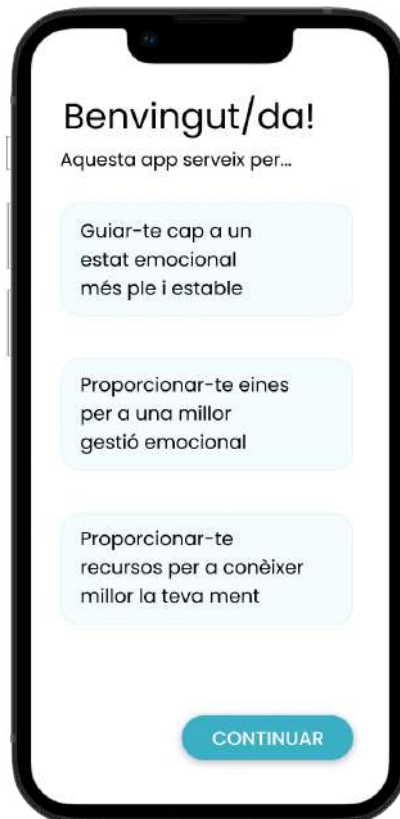 Benvingut/da!
Aquesta app serveix per...
Guiar-te cap a un
estat emocional
més ple i estable
Proporcionar-te eines
per a una millor
gestió emocional
Proporcionar-te
recursos per a conèixer
millor la teva ment
CONTINUAR